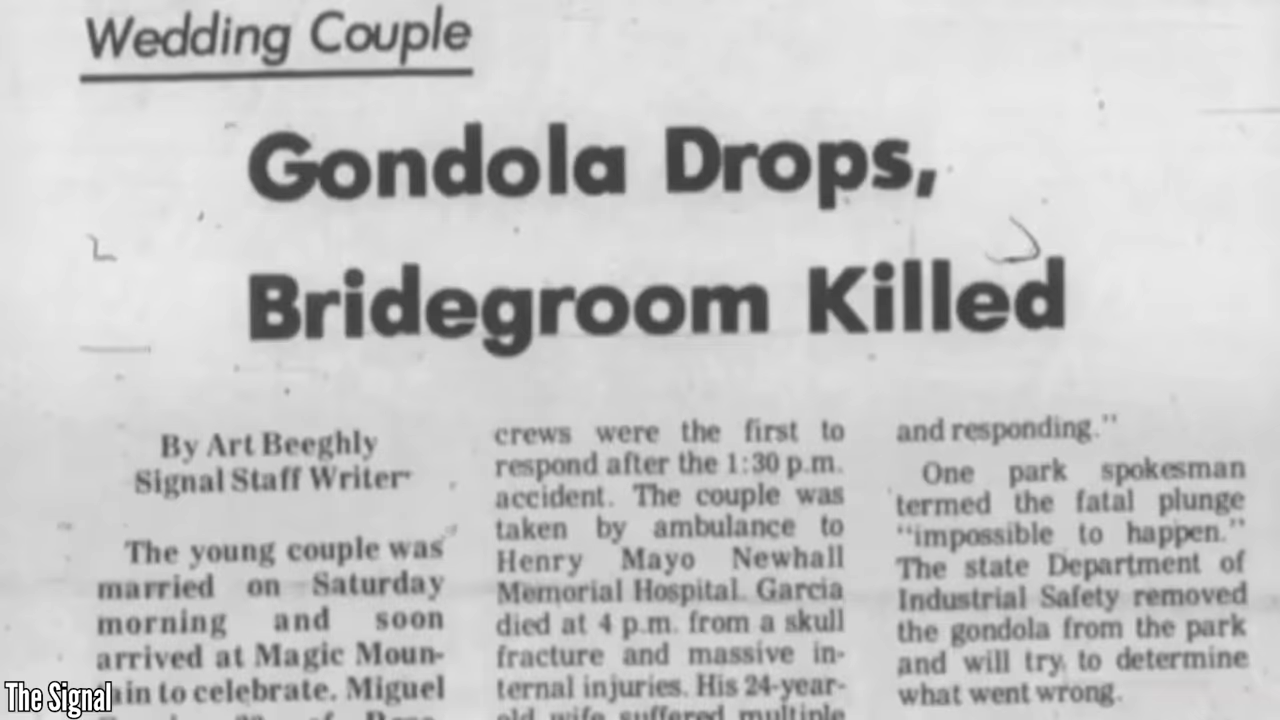 Wedding Couple
Gondola Drops,
Bridegroom Killed
By Art Beeghly
Signal Staff Writer
The young couple was
married on Saturday
morning and soon
arrived at Magic Moun-
tain to celebrate. Miguel
crews were the first to
respond after the 1:30 p.m.
accident. The couple was
taken by ambulance to
Henry Mayo Newhall
Memorial Hospital. Garcia
died at 4 p.m. from a skull
fracture and massive in-
ternal injuries. His 24-year-
old wife suffered multiple
and responding."
One park spokesman
termed the fatal plunge
"impossible to happen."
The state Department of
Industrial Safety removed
the gondola from the park
and will try to determine
what went wrong.
The Signal